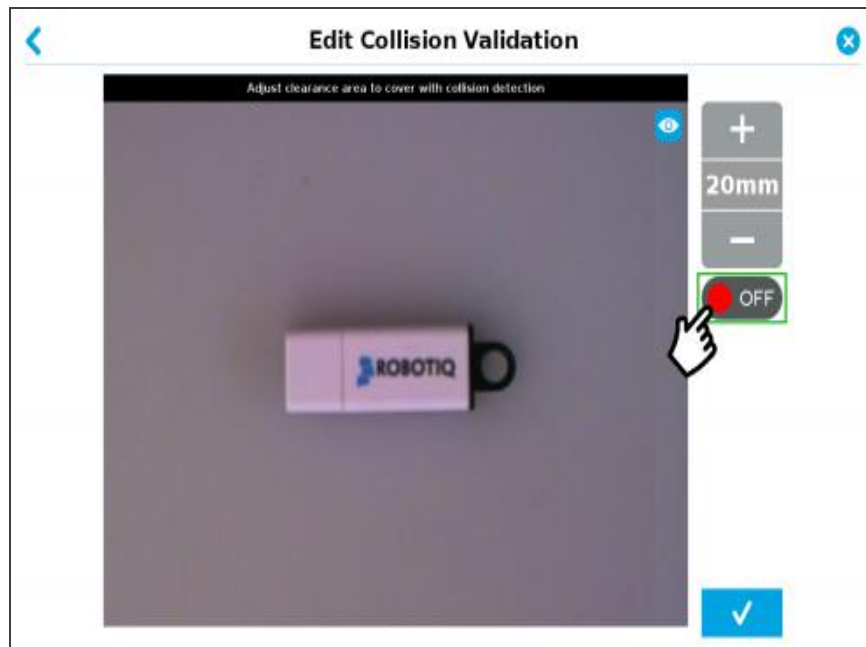 Edit Collision Validation
Adjust clearance area to cover with collision detection
+
20mm
−
OFF
ROBOTIQ